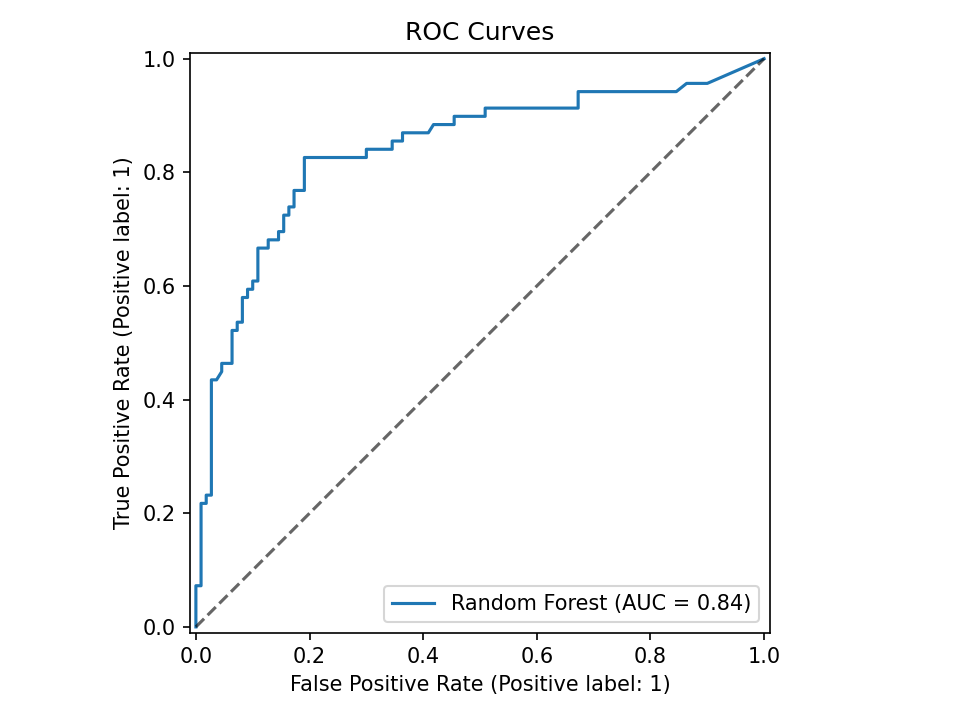 ROC Curves
True Positive Rate (Positive label: 1)
1.0
0.8
0.6
0.4
0.2
0.0
Random Forest (AUC = 0.84)
0.0 0.2 0.4 0.6 0.8 1.0
False Positive Rate (Positive label: 1)